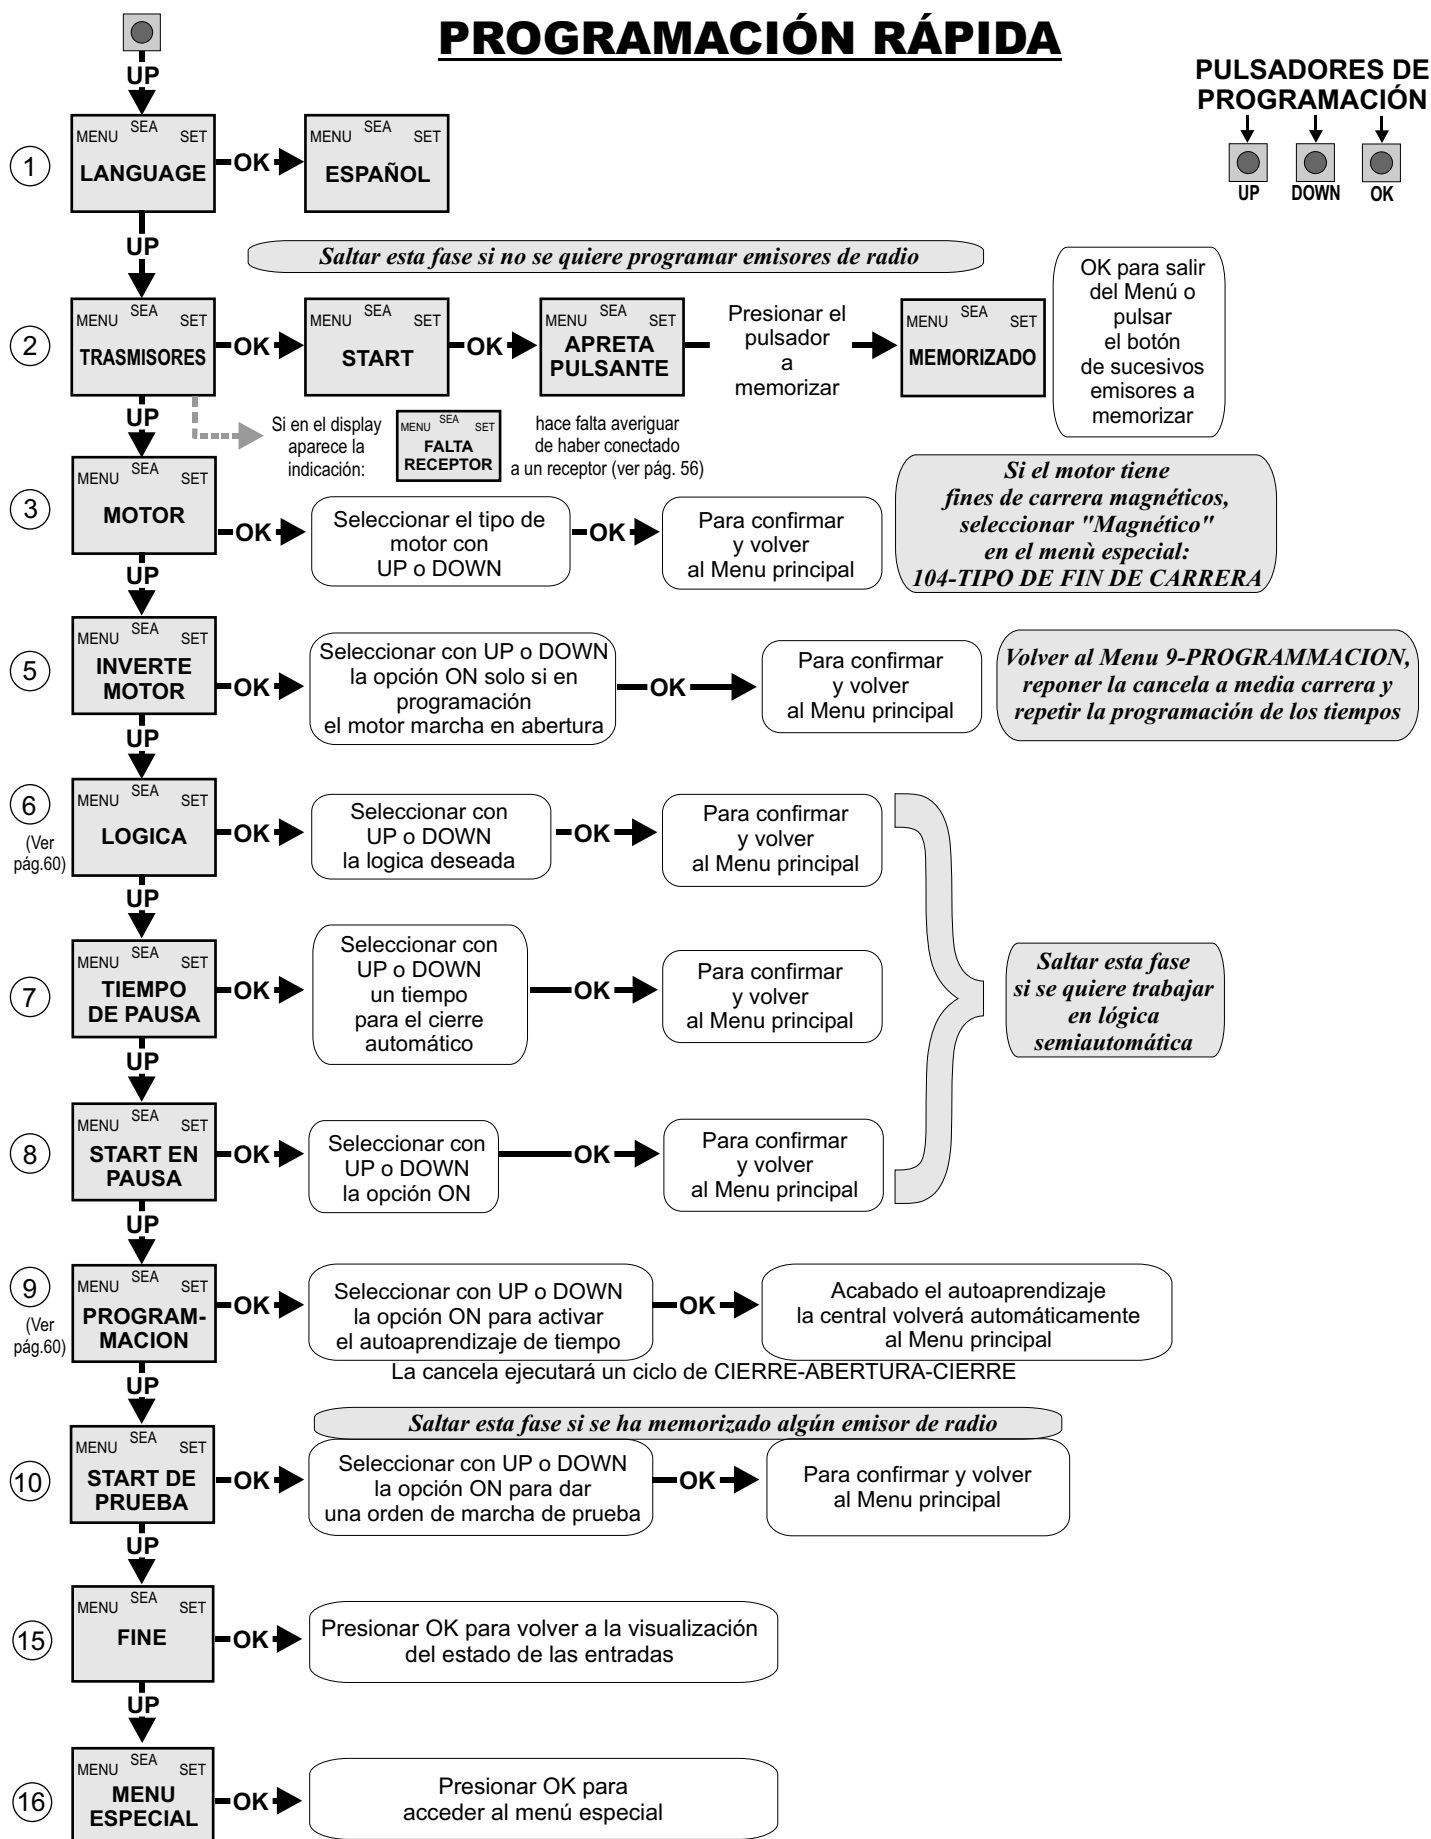 PROGRAMACIÓN RÁPIDA
PULSADORES DE
PROGRAMACIÓN
UP
DOWN
OK
UP
1
MENU SEA SET
LANGUAGE
OK
MENU SEA SET
ESPAÑOL
UP
Saltar esta fase si no se quiere programar emisores de radio
2
MENU SEA SET
TRASMISORES
OK
MENU SEA SET
START
OK
MENU SEA SET
APRETA
PULSANTE
Presionar el
pulsador
a
memorizar
MENU SEA SET
MEMORIZADO
OK para salir
del Menú o
pulsar
el botón
de sucesivos
emisores a
memorizar
UP
Si en el display
aparece la
indicación:
MENU SEA SET
FALTA
RECEPTOR
hace falta averiguar
de haber conectado
a un receptor (ver pág. 56)
3
MENU SEA SET
MOTOR
OK
Seleccionar el tipo de
motor con
UP o DOWN
OK
Para confirmar
y volver
al Menu principal
Si el motor tiene
fines de carrera magnéticos,
seleccionar "Magnético"
en el menù especial:
104-TIPO DE FIN DE CARRERA
UP
5
MENU SEA SET
INVERTE
MOTOR
OK
Seleccionar con UP o DOWN
la opción ON solo si en
programación
el motor marcha en abertura
OK
Para confirmar
y volver
al Menu principal
Volver al Menu 9-PROGRAMMACION,
reponer la cancela a media carrera y
repetir la programación de los tiempos
UP
6
(Ver
pág.60)
MENU SEA SET
LOGICA
OK
Seleccionar con
UP o DOWN
la logica deseada
OK
Para confirmar
y volver
al Menu principal
UP
7
MENU SEA SET
TIEMPO
DE PAUSA
OK
Seleccionar con
UP o DOWN
un tiempo
para el cierre
automático
OK
Para confirmar
y volver
al Menu principal
Saltar esta fase
si se quiere trabajar
en lógica
semiautomática
UP
8
MENU SEA SET
START EN
PAUSA
OK
Seleccionar con
UP o DOWN
la opción ON
OK
Para confirmar
y volver
al Menu principal
UP
9
(Ver
pág.60)
MENU SEA SET
PROGRAM-
MACION
OK
Seleccionar con UP o DOWN
la opción ON para activar
el autoaprendizaje de tiempo
OK
Acabado el autoaprendizaje
la central volverá automáticamente
al Menu principal
La cancela ejecutará un ciclo de CIERRE-ABERTURA-CIERRE
UP
Saltar esta fase si se ha memorizado algún emisor de radio
10
MENU SEA SET
START DE
PRUEBA
OK
Seleccionar con UP o DOWN
la opción ON para dar
una orden de marcha de prueba
OK
Para confirmar y volver
al Menu principal
UP
15
MENU SEA SET
FINE
OK
Presionar OK para volver a la visualización
del estado de las entradas
UP
16
MENU SEA SET
MENU
ESPECIAL
OK
Presionar OK para
acceder al menú especial